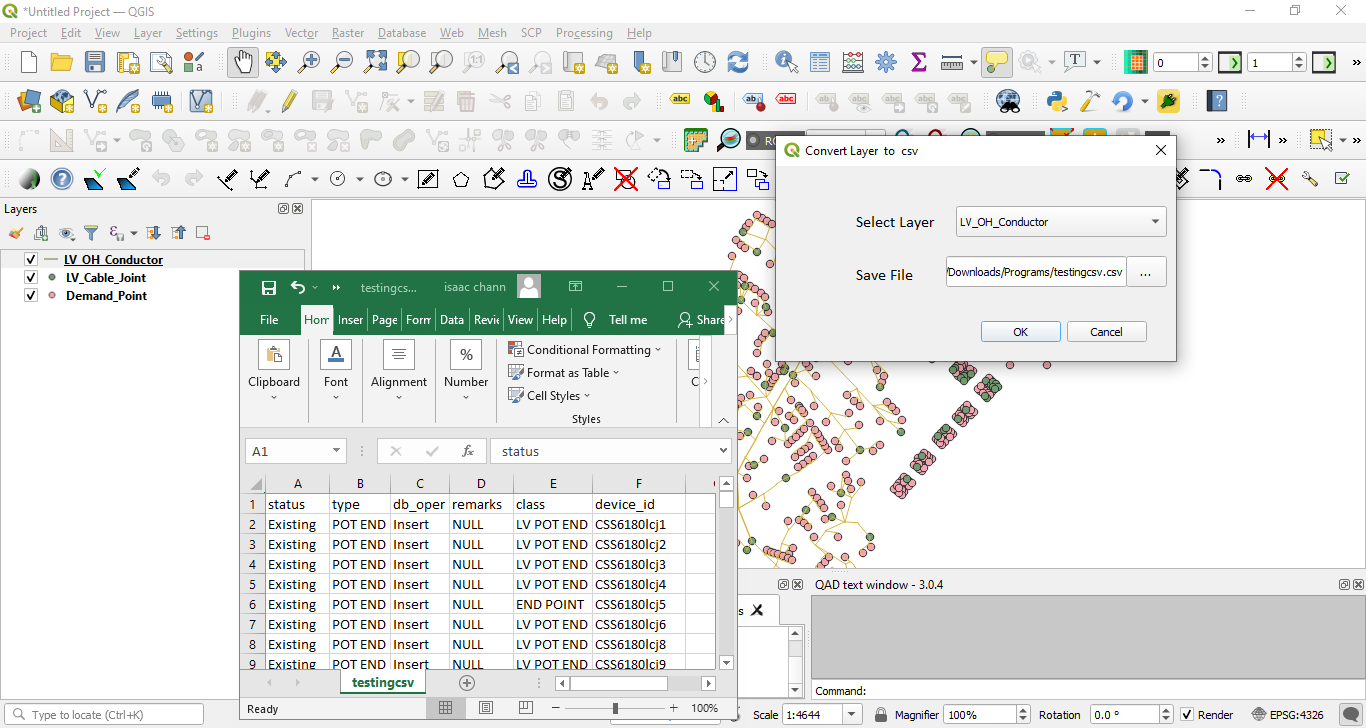 *Untitled Project — QGIS
Project Edit View Layer Settings Plugins Vector Raster Database Web Mesh SCP Processing Help
0 1
abc ab abc
Layers
LV_OH_Conductor
LV_Cable_Joint
Demand_Point
Convert Layer to csv
Select Layer LV_OH_Conductor
Save File /Downloads/Programs/testingcsv.csv ...
OK Cancel
testingcs... isaac chann
File Hom Inser Page Form Data Revie View Help Tell me Share
Clipboard Font Alignment Number
Conditional Formatting
Format as Table
Cell Styles
Styles
A1 fx status
A B C D E F
1 status type db_oper remarks class device_id
2 Existing POT END Insert NULL LV POT END CSS6180lcj1
3 Existing POT END Insert NULL LV POT END CSS6180lcj2
4 Existing POT END Insert NULL LV POT END CSS6180lcj3
5 Existing POT END Insert NULL LV POT END CSS6180lcj4
6 Existing POT END Insert NULL END POINT CSS6180lcj5
7 Existing POT END Insert NULL LV POT END CSS6180lcj6
8 Existing POT END Insert NULL LV POT END CSS6180lcj8
9 Existing POT END Insert NULL LV POT END CSS6180lcj9
testingcsv
Ready 100%
QAD text window - 3.0.4
Command:
Type to locate (Ctrl+K) Scale 1:4644 Magnifier 100% Rotation 0.0 ° Render EPSG:4326